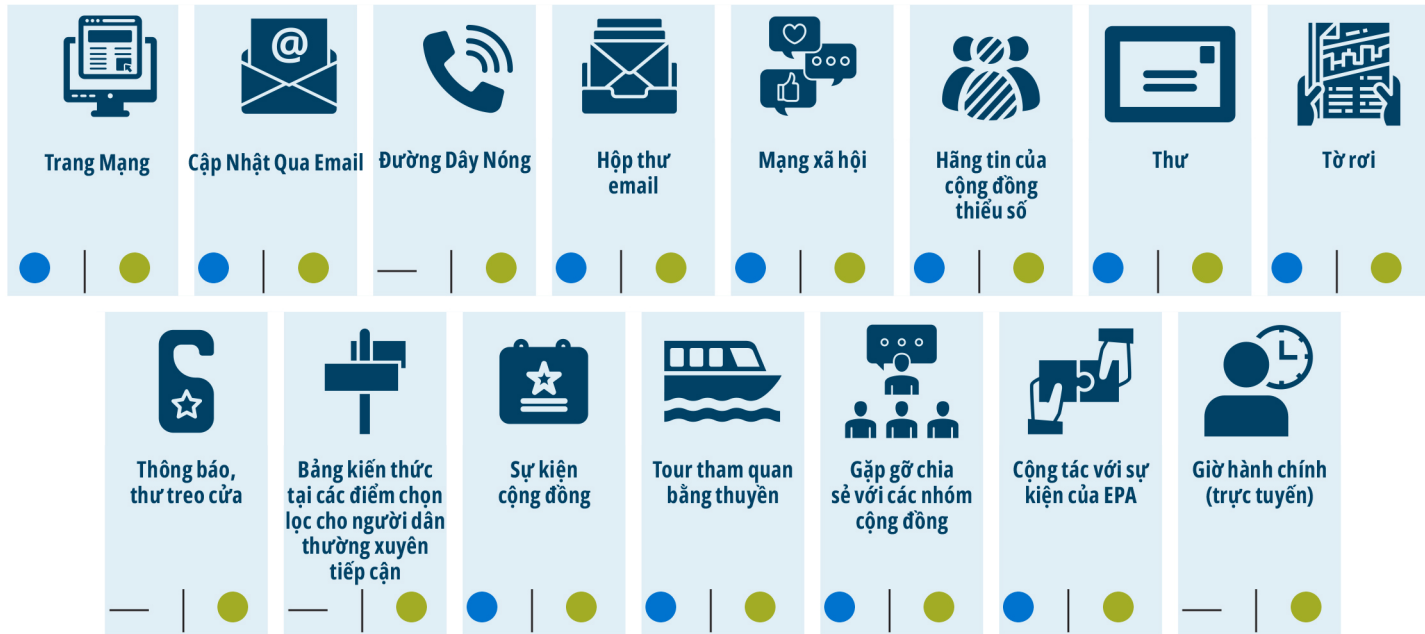 Trang Mạng
Cập Nhật Qua Email
Đường Dây Nóng
Hộp thư
email
Mạng xã hội
Hãng tin của
cộng đồng
thiểu số
Thư
Tờ rơi
Thông báo,
thư treo cửa
Bảng kiến thức
tại các điểm chọn
lọc cho người dân
thường xuyên
tiếp cận
Sự kiện
cộng đồng
Tour tham quan
bằng thuyền
Gặp gỡ chia
sẻ với các nhóm
cộng đồng
Cộng tác với sự
kiện của EPA
Giờ hành chính
(trực tuyến)